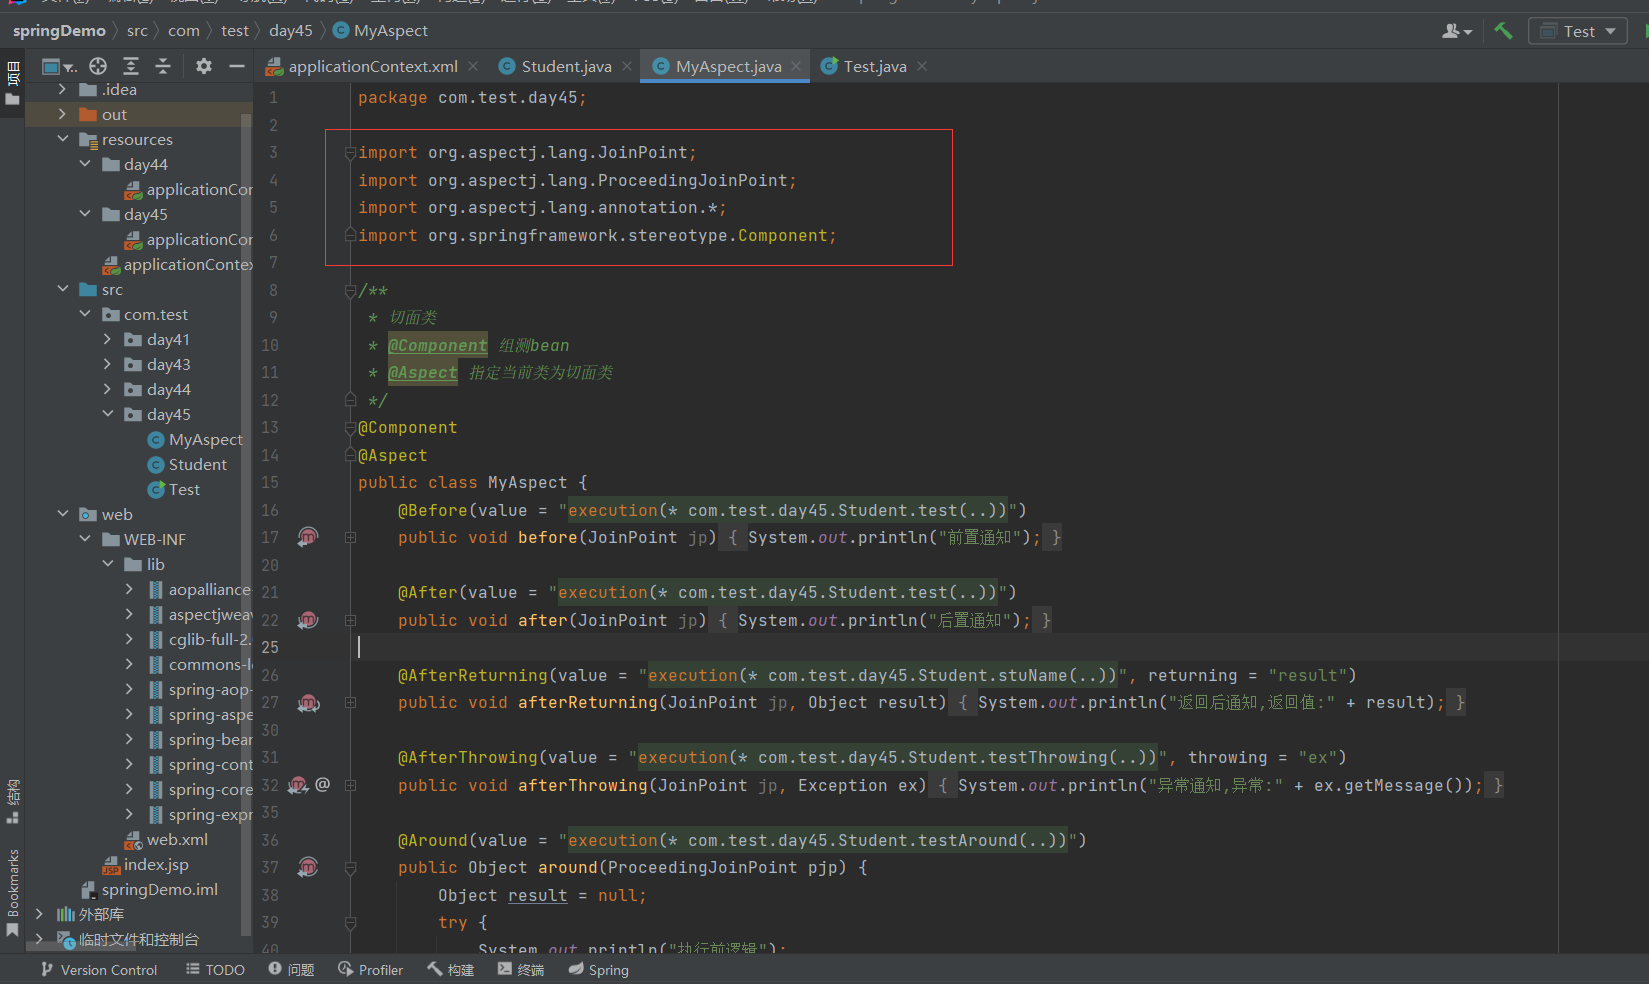 springDemo src com test day45 MyAspect
Test
项目
applicationContext.xml
Student.java
MyAspect.java
Test.java
.idea
out
resources
day44
applicationCor
day45
applicationCor
applicationContex
src
com.test
day41
day43
day44
day45
MyAspect
Student
Test
web
WEB-INF
lib
aopalliance
aspectjweav
cglib-full-2.
commons-l
spring-aop-
spring-aspe
spring-bear
spring-cont
spring-core
spring-expr
web.xml
index.jsp
springDemo.iml
外部库
临时文件和控制台
结构
Bookmarks
1 package com.test.day45;
2
3 import org.aspectj.lang.JoinPoint;
4 import org.aspectj.lang.ProceedingJoinPoint;
5 import org.aspectj.lang.annotation.*;
6 import org.springframework.stereotype.Component;
7
8 /**
9 * 切面类
10 * @Component 组测bean
11 * @Aspect 指定当前类为切面类
12 */
13 @Component
14 @Aspect
15 public class MyAspect {
16 @Before(value = "execution(* com.test.day45.Student.test(..))")
17 public void before(JoinPoint jp) { System.out.println("前置通知"); }
20
21 @After(value = "execution(* com.test.day45.Student.test(..))")
22 public void after(JoinPoint jp) { System.out.println("后置通知"); }
25
26 @AfterReturning(value = "execution(* com.test.day45.Student.stuName(..))", returning = "result")
27 public void afterReturning(JoinPoint jp, Object result) { System.out.println("返回后通知,返回值:" + result); }
30
31 @AfterThrowing(value = "execution(* com.test.day45.Student.testThrowing(..))", throwing = "ex")
32 @ public void afterThrowing(JoinPoint jp, Exception ex) { System.out.println("异常通知,异常:" + ex.getMessage()); }
35
36 @Around(value = "execution(* com.test.day45.Student.testAround(..))")
37 public Object around(ProceedingJoinPoint pjp) {
38 Object result = null;
39 try {
40 System.out.println("执行前逻辑");
Version Control TODO 问题 Profiler 构建 终端 Spring